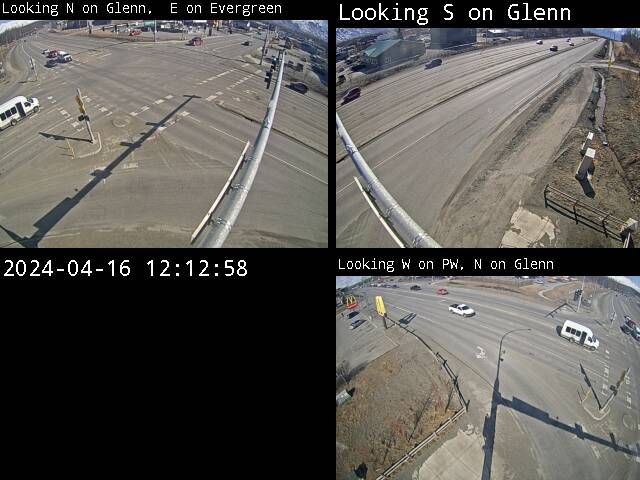 Looking N on Glenn,  E on Evergreen
Looking S on Glenn
2024-04-16 12:12:58
Looking W on PW, N on Glenn